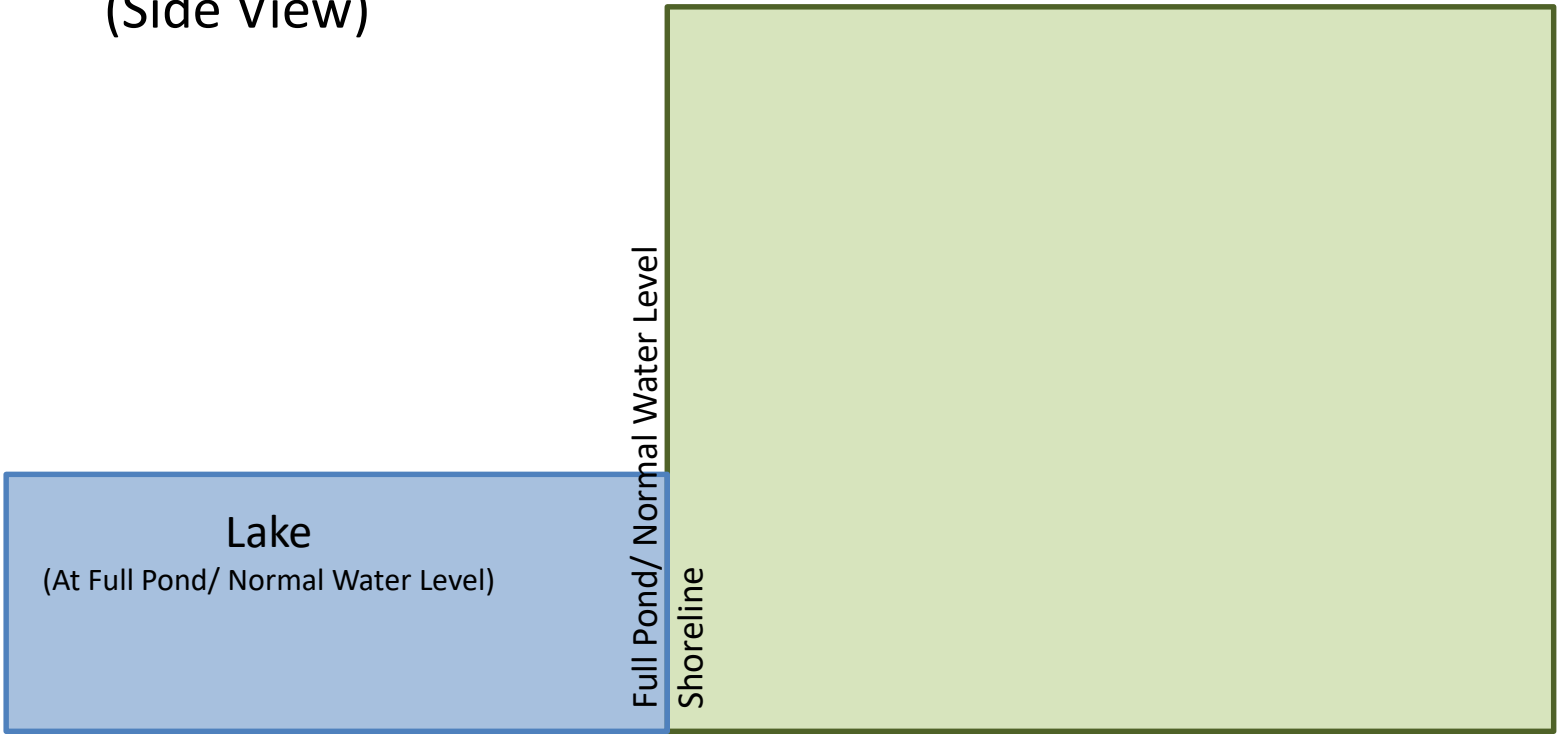 (Side View)
Full Pond/ Normal Water Level
Shoreline
Lake
(At Full Pond/ Normal Water Level)